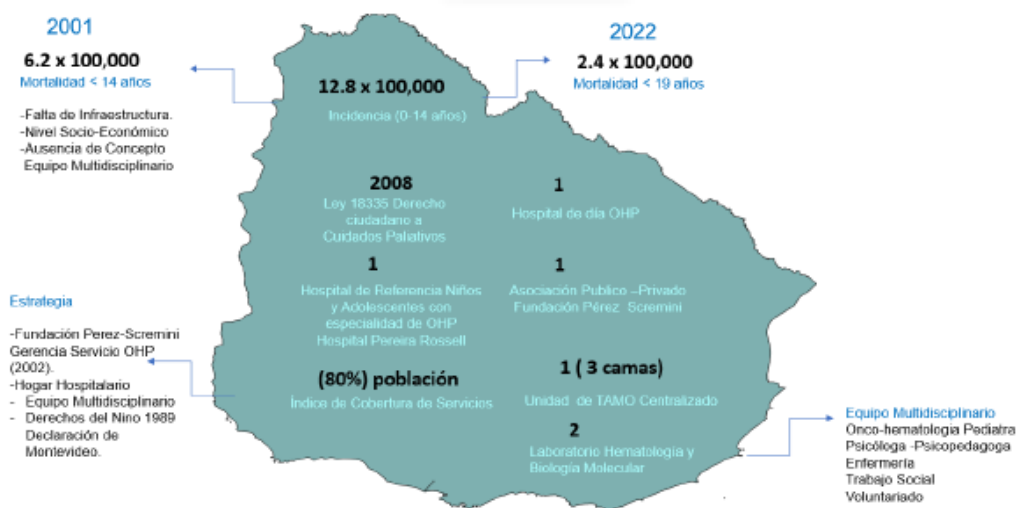 2001
6.2 x 100,000
Mortalidad < 14 años
-Falta de Infraestructura.
-Nivel Socio-Económico
-Ausencia de Concepto
Equipo Multidisciplinario
2022
2.4 x 100,000
Mortalidad < 19 años
12.8 x 100,000
Incidencia (0-14 años)
2008
Ley 18335 Derecho
ciudadano a
Cuidados Paliativos
1
Hospital de día OHP
1
Hospital de Referencia Niños
y Adolescentes con
especialidad de OHP
Hospital Pereira Rossell
1
Asociación Publico –Privado
Fundación Pérez Scremini
(80%) población
Índice de Cobertura de Servicios
1 ( 3 camas)
Unidad de TAMO Centralizado
2
Laboratorio Hematología y
Biología Molecular
Estrategia
-Fundación Perez-Scremini
Gerencia Servicio OHP
(2002).
-Hogar Hospitalario
- Equipo Multidisciplinario
- Derechos del Nino 1989
Declaración de
Montevideo.
Equipo Multidisciplinario
Onco-hematologia Pediatra
Psicóloga -Psicopedagoga
Enfermería
Trabajo Social
Voluntariado